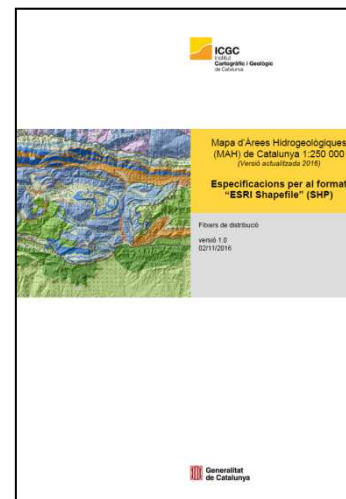 ICGC
Institut
Cartogràfic i Geològic
de Catalunya
Mapa d'Àrees Hidrogeològiques
(MAH) de Catalunya 1:250 000
(Versió actualitzada 2016)
Especificacions per al format
"ESRI Shapefile" (SHP)
Fitxers de distribució
versió 1.0
02/11/2016
Generalitat
de Catalunya